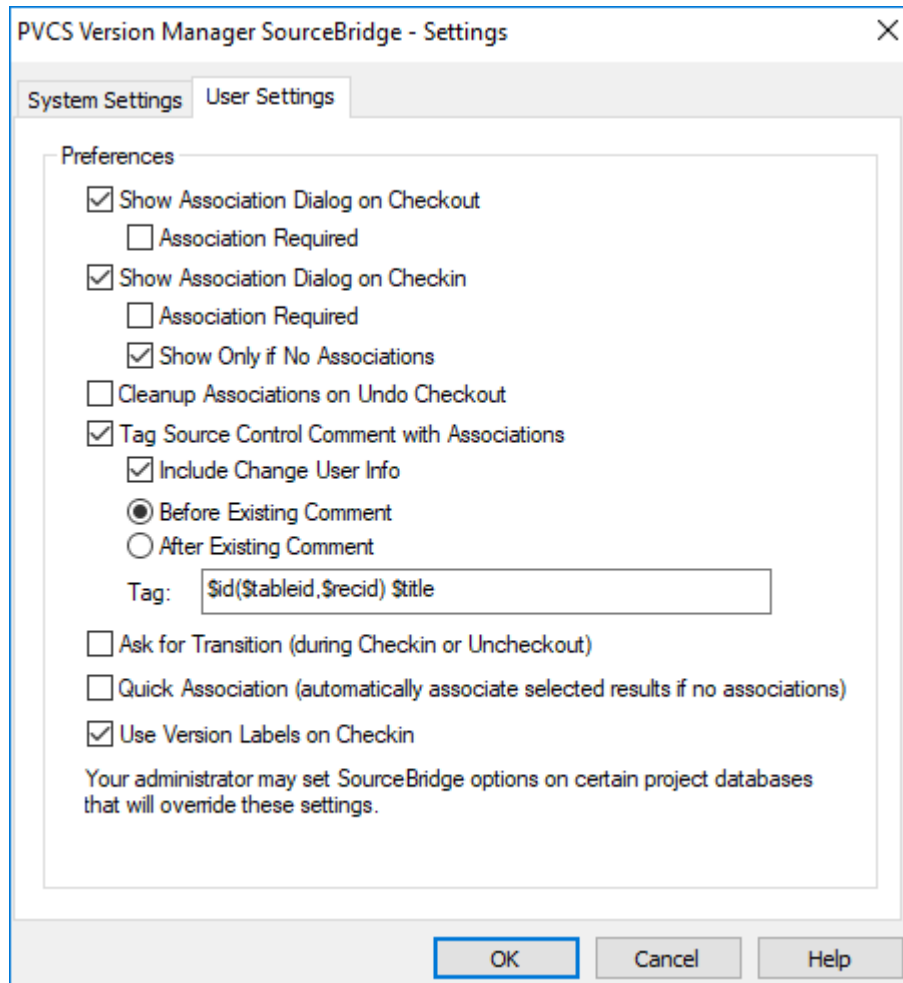 PVCS Version Manager SourceBridge - Settings
System Settings
User Settings
Preferences
Show Association Dialog on Checkout
Association Required
Show Association Dialog on Checkin
Association Required
Show Only if No Associations
Cleanup Associations on Undo Checkout
Tag Source Control Comment with Associations
Include Change User Info
Before Existing Comment
After Existing Comment
Tag: $id($tableid,$recid) $title
Ask for Transition (during Checkin or Uncheckout)
Quick Association (automatically associate selected results if no associations)
Use Version Labels on Checkin
Your administrator may set SourceBridge options on certain project databases
that will override these settings.
OK Cancel Help